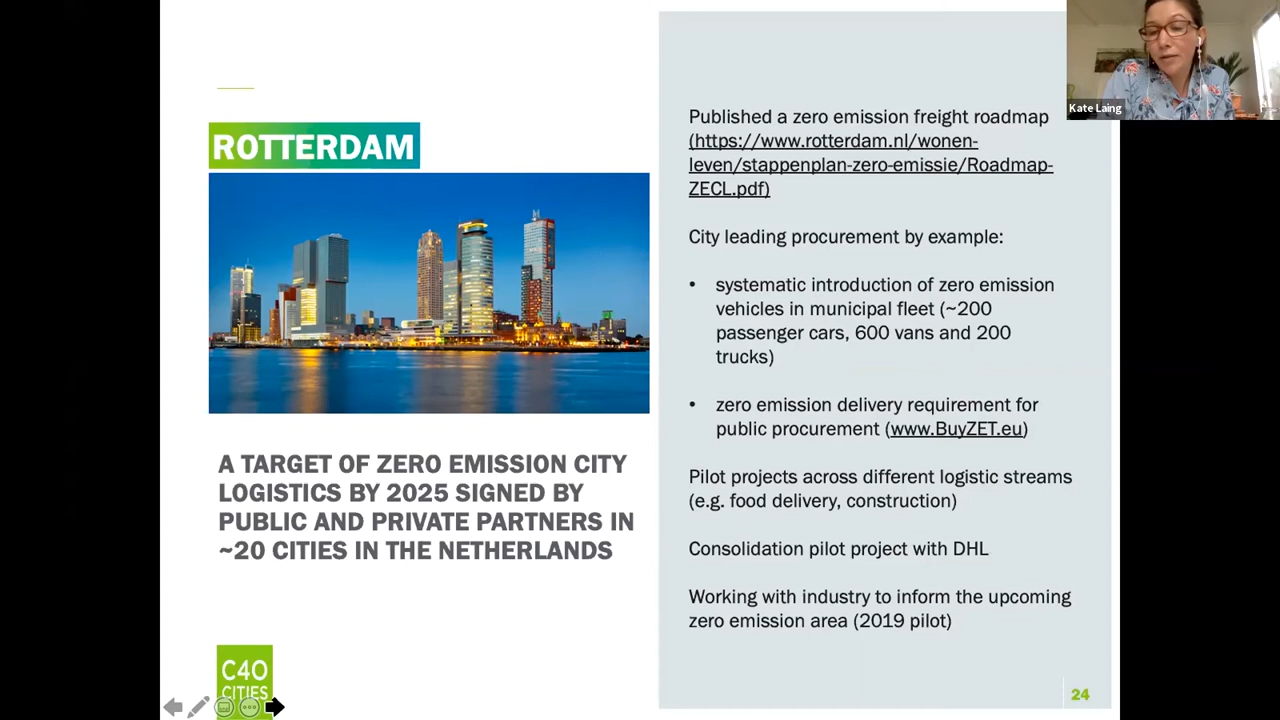 ROTTERDAM
A TARGET OF ZERO EMISSION CITY
LOGISTICS BY 2025 SIGNED BY
PUBLIC AND PRIVATE PARTNERS IN
~20 CITIES IN THE NETHERLANDS
C40
CITIES
Published a zero emission freight roadmap
(https://www.rotterdam.nl/wonen-
leven/stappenplan-zero-emissie/Roadmap-
ZECL.pdf)
City leading procurement by example:
• systematic introduction of zero emission
vehicles in municipal fleet (~200
passenger cars, 600 vans and 200
trucks)
• zero emission delivery requirement for
public procurement (www.BuyZET.eu)
Pilot projects across different logistic streams
(e.g. food delivery, construction)
Consolidation pilot project with DHL
Working with industry to inform the upcoming
zero emission area (2019 pilot)
24
Kate Laing